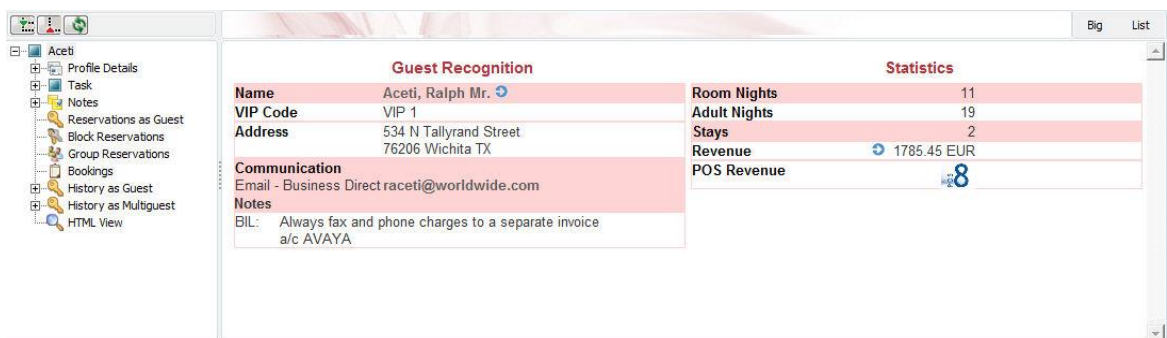 Big List
Aceti
Profile Details
Task
Notes
Reservations as Guest
Block Reservations
Group Reservations
Bookings
History as Guest
History as Multiguest
HTML View
Guest Recognition
Name Aceti, Ralph Mr.
VIP Code VIP 1
Address 534 N Tallyrand Street
76206 Wichita TX
Communication
Email - Business Direct raceti@worldwide.com
Notes
BIL: Always fax and phone charges to a separate invoice
a/c AVAYA
Statistics
Room Nights 11
Adult Nights 19
Stays 2
Revenue 1785.45 EUR
POS Revenue 8